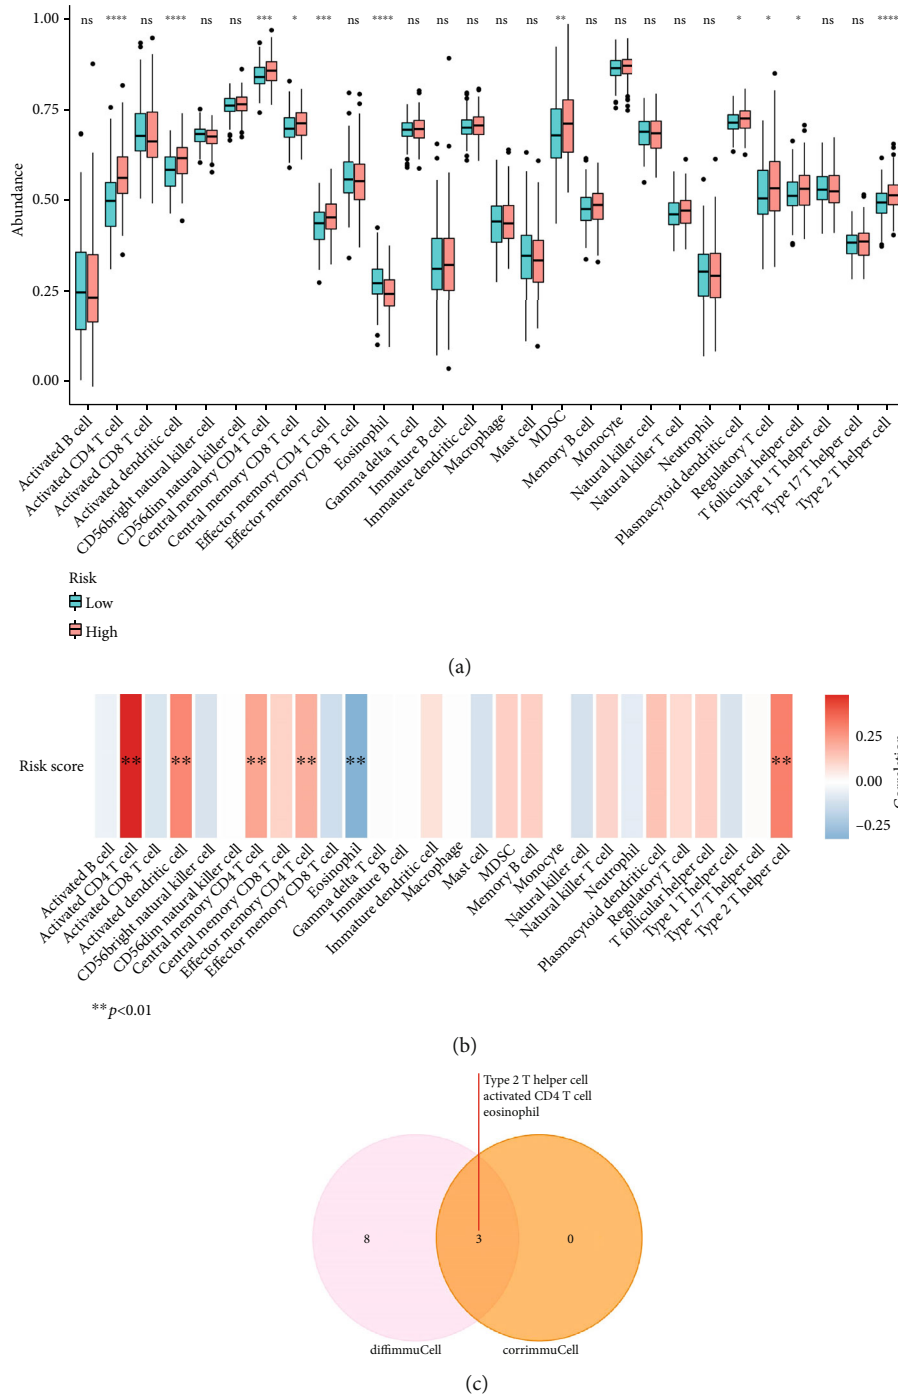 ns **** ns **** ns ns *** * *** ns **** ns ns ns ns ns ** ns ns ns ns ns * * * ns ns ****
1.00
0.75
0.50
0.25
0.00
Abundance
Activated B cell
Activated CD4 T cell
Activated CD8 T cell
Activated dendritic cell
CD56bright natural killer cell
CD56dim natural killer cell
Central memory CD4 T cell
Central memory CD8 T cell
Effector memory CD4 T cell
Effector memory CD8 T cell
Eosinophil
Gamma delta T cell
Immature B cell
Immature dendritic cell
Macrophage
Mast cell
MDSC
Memory B cell
Monocyte
Natural killer cell
Natural killer T cell
Neutrophil
Plasmacytoid dendritic cell
Regulatory T cell
T follicular helper cell
Type 1 T helper cell
Type 17 T helper cell
Type 2 T helper cell
Risk
Low
High
(a)
Risk score
** ** ** ** ** **
0.25
0.00
−0.25
Correlation
Activated B cell
Activated CD4 T cell
Activated CD8 T cell
Activated dendritic cell
CD56bright natural killer cell
CD56dim natural killer cell
Central memory CD4 T cell
Central memory CD8 T cell
Effector memory CD4 T cell
Effector memory CD8 T cell
Eosinophil
Gamma delta T cell
Immature B cell
Immature dendritic cell
Macrophage
Mast cell
MDSC
Memory B cell
Monocyte
Natural killer cell
Natural killer T cell
Neutrophil
Plasmacytoid dendritic cell
Regulatory T cell
T follicular helper cell
Type 1 T helper cell
Type 17 T helper cell
Type 2 T helper cell
**p<0.01
(b)
Type 2 T helper cell
activated CD4 T cell
eosinophil
8 3 0
diffimmuCell corrimmuCell
(c)